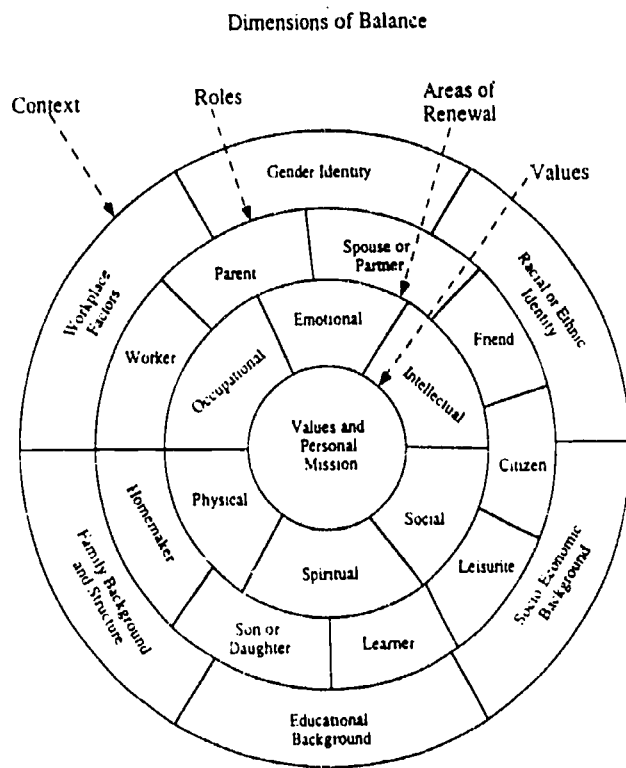 Dimensions of Balance
Context
Roles
Areas of
Renewal
Values
Gender Identity
Workplace
Factors
Racial or Ethnic
Identity
Parent
Spouse or
Partner
Worker
Friend
Occupational
Emotional
Intellectual
Values and
Personal
Mission
Citizen
Physical
Social
Homemaker
Spiritual
Leisurite
Family Background
and Structure
Socio Economic
Background
Son or
Daughter
Learner
Educational
Background